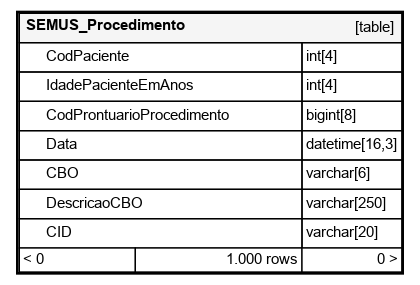 SEMUS_Procedimento [table]
CodPaciente int[4]
IdadePacienteEmAnos int[4]
CodProntuarioProcedimento bigint[8]
Data datetime[16,3]
CBO varchar[6]
DescricaoCBO varchar[250]
CID varchar[20]
< 0 1.000 rows 0 >